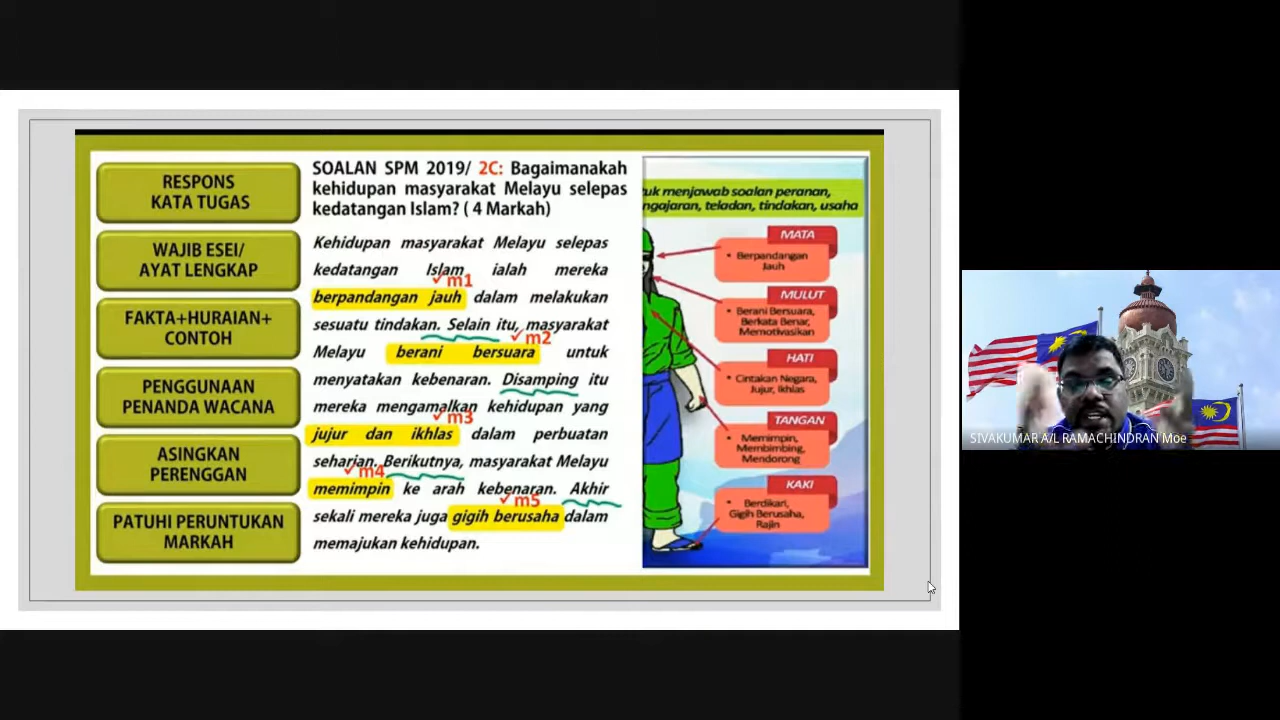 RESPONS
KATA TUGAS
WAJIB ESEI/
AYAT LENGKAP
FAKTA+HURAIAN+
CONTOH
PENGGUNAAN
PENANDA WACANA
ASINGKAN
PERENGGAN
PATUHI PERUNTUKAN
MARKAH
SOALAN SPM 2019/ 2C: Bagaimanakah
kehidupan masyarakat Melayu selepas
kedatangan Islam? ( 4 Markah)
Kehidupan masyarakat Melayu selepas
kedatangan Islam ialah mereka
✓m1
berpandangan jauh dalam melakukan
sesuatu tindakan. Selain itu, masyarakat
✓m2
Melayu berani bersuara untuk
menyatakan kebenaran. Disamping itu
mereka mengamalkan kehidupan yang
✓m3
jujur dan ikhlas dalam perbuatan
seharian. Berikutnya, masyarakat Melayu
✓m4
memimpin ke arah kebenaran. Akhir
✓m5
sekali mereka juga gigih berusaha dalam
memajukan kehidupan.
tuk menjawab soalan peranan,
ngajaran, teladan, tindakan, usaha
MATA
• Berpandangan
Jauh
MULUT
• Berani Bersuara,
Berkata Benar,
Memotivasikan
HATI
• Cintakan Negara,
Jujur, Ikhlas
TANGAN
• Memimpin,
Membimbing,
Mendorong
KAKI
• Berdikari,
Gigih Berusaha,
Rajin
SIVAKUMAR A/L RAMACHINDRAN Moe